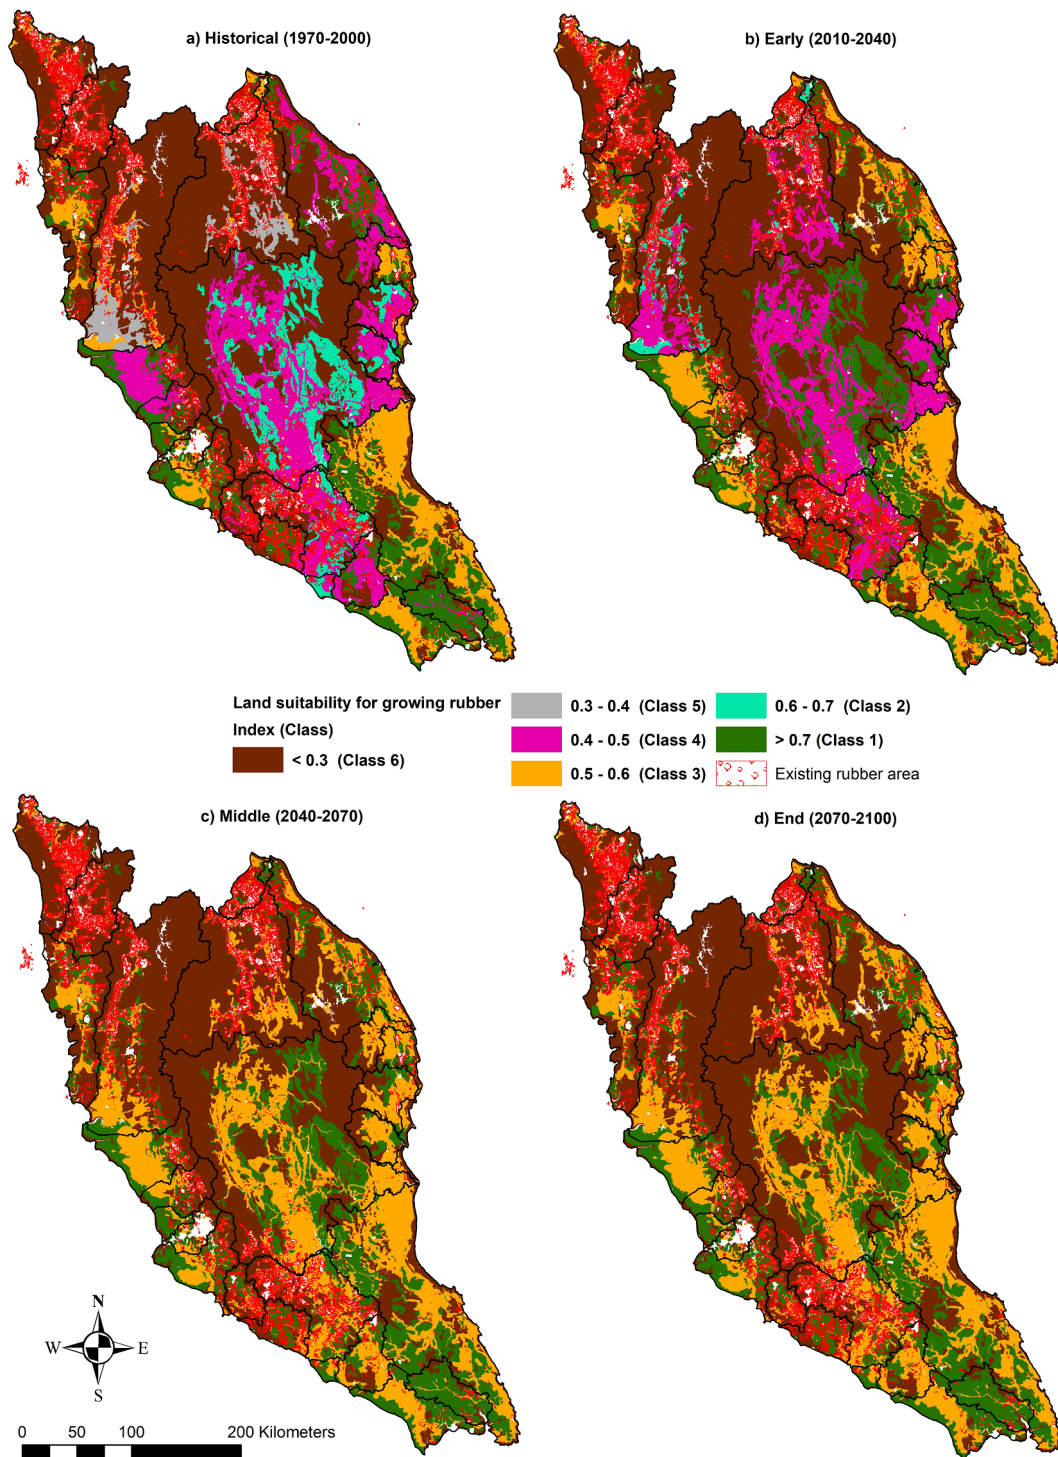 a) Historical (1970-2000)
b) Early (2010-2040)
Land suitability for growing rubber
Index (Class)
< 0.3 (Class 6)
0.3 - 0.4 (Class 5)
0.4 - 0.5 (Class 4)
0.5 - 0.6 (Class 3)
0.6 - 0.7 (Class 2)
> 0.7 (Class 1)
Existing rubber area
c) Middle (2040-2070)
d) End (2070-2100)
N
W E
S
0 50 100 200 Kilometers